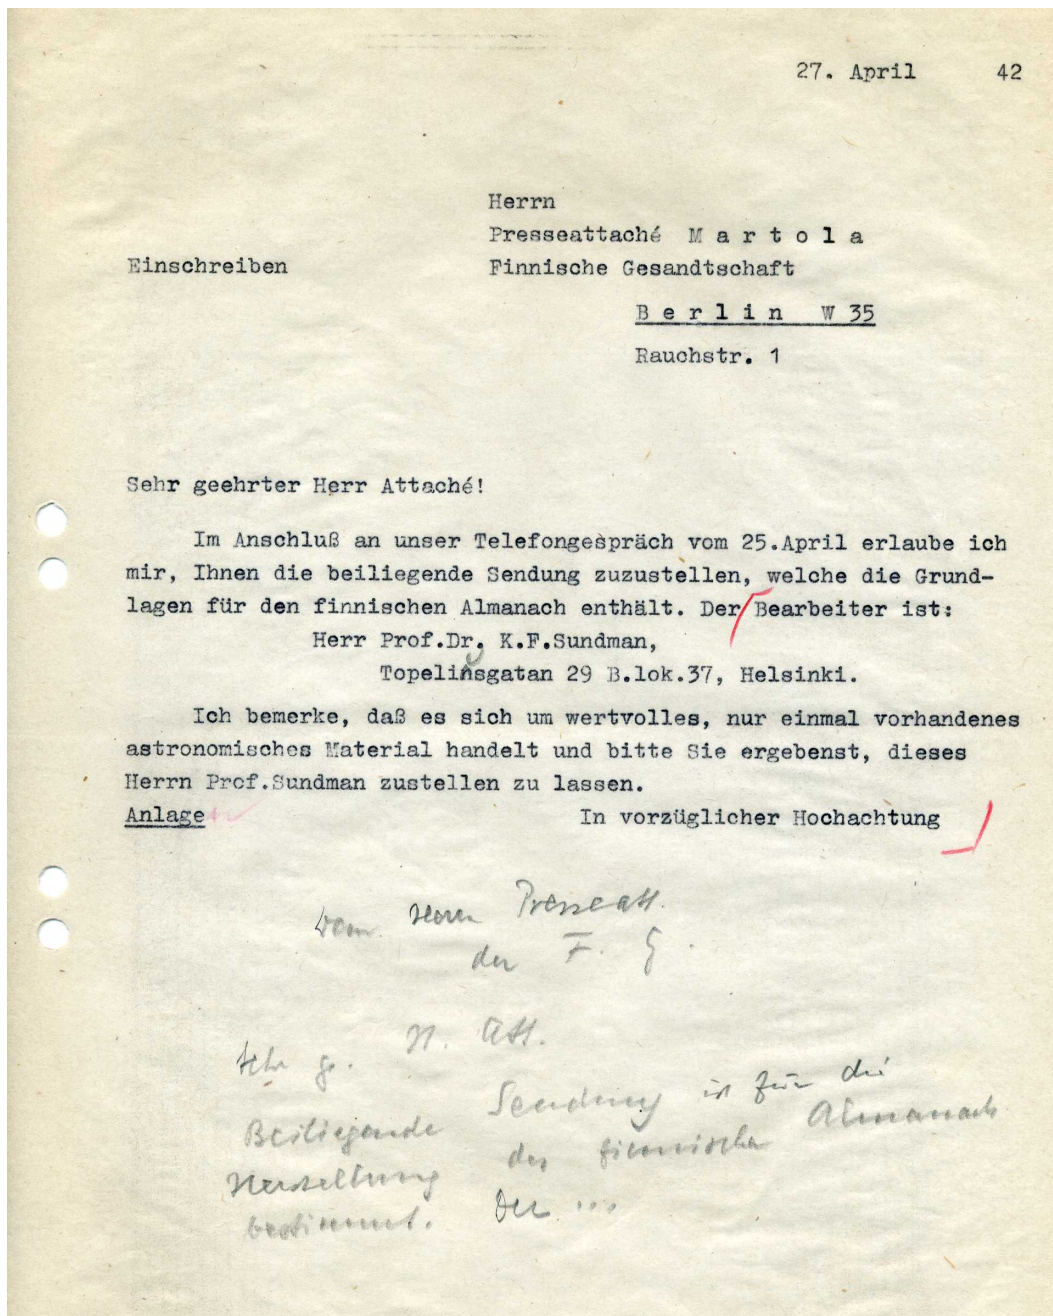 27. April 42
Herrn
Presseattaché M a r t o l a
Einschreiben Finnische Gesandtschaft
B e r l i n W 35
Rauchstr. 1
Sehr geehrter Herr Attaché!
Im Anschluß an unser Telefongespräch vom 25.April erlaube ich
mir, Ihnen die beiliegende Sendung zuzustellen, welche die Grund-
lagen für den finnischen Almanach enthält. Der Bearbeiter ist:
Herr Prof.Dr. K.F.Sundman,
Topeliusgatan 29 B.lok.37, Helsinki.
Ich bemerke, daß es sich um wertvolles, nur einmal vorhandenes
astronomisches Material handelt und bitte Sie ergebenst, dieses
Herrn Prof.Sundman zustellen zu lassen.
Anlage In vorzüglicher Hochachtung
Dem Herrn Presseatt.
der F. G.
Sehr g. H. Att.
Beiliegende Sendung ist für die
Herstellung des finnischen Almanach
bestimmt. Der ...